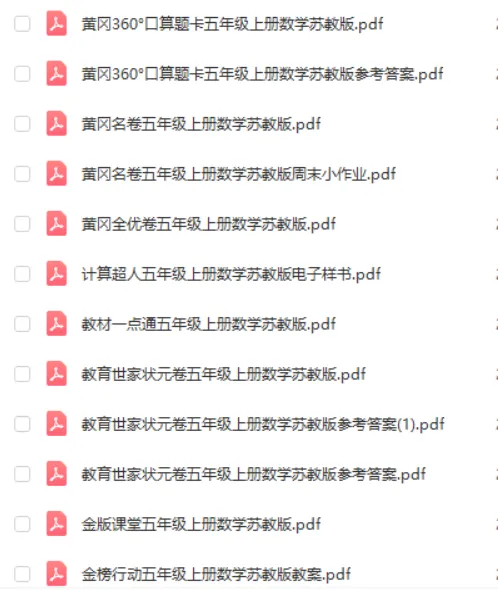 黄冈360°口算题卡五年级上册数学苏教版.pdf
黄冈360°口算题卡五年级上册数学苏教版参考答案.pdf
黄冈名卷五年级上册数学苏教版.pdf
黄冈名卷五年级上册数学苏教版周末小作业.pdf
黄冈全优卷五年级上册数学苏教版.pdf
计算超人五年级上册数学苏教版电子样书.pdf
教材一点通五年级上册数学苏教版.pdf
教育世家状元卷五年级上册数学苏教版.pdf
教育世家状元卷五年级上册数学苏教版参考答案(1).pdf
教育世家状元卷五年级上册数学苏教版参考答案.pdf
金版课堂五年级上册数学苏教版.pdf
金榜行动五年级上册数学苏教版教案.pdf